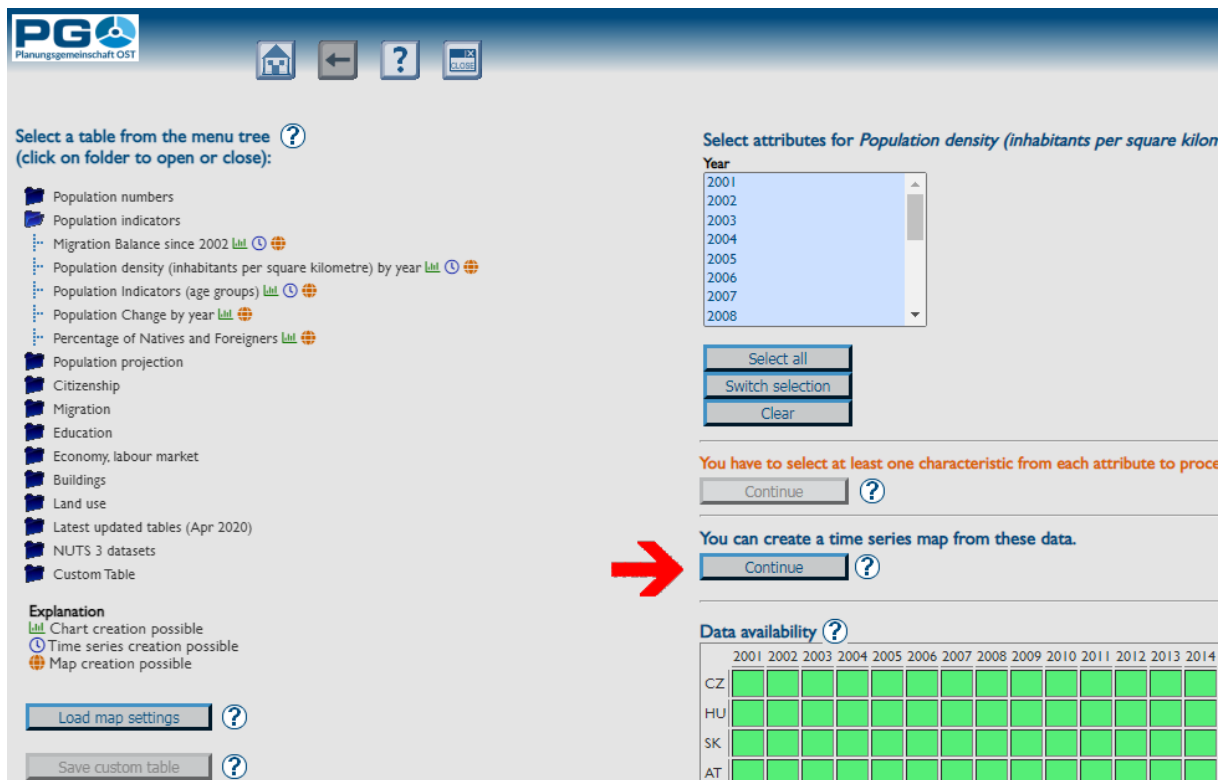 PGO
Planungsgemeinschaft OST
?
X
CLOSE
Select a table from the menu tree ?
(click on folder to open or close):
Population numbers
Population indicators
Migration Balance since 2002
Population density (inhabitants per square kilometre) by year
Population Indicators (age groups)
Population Change by year
Percentage of Natives and Foreigners
Population projection
Citizenship
Migration
Education
Economy, labour market
Buildings
Land use
Latest updated tables (Apr 2020)
NUTS 3 datasets
Custom Table
Explanation
Chart creation possible
Time series creation possible
Map creation possible
Load map settings ?
Save custom table ?
Select attributes for Population density (inhabitants per square kilom
Year
2001
2002
2003
2004
2005
2006
2007
2008
Select all
Switch selection
Clear
You have to select at least one characteristic from each attribute to proce
Continue ?
You can create a time series map from these data.
Continue ?
Data availability ?
2001 2002 2003 2004 2005 2006 2007 2008 2009 2010 2011 2012 2013 2014
CZ
HU
SK
AT